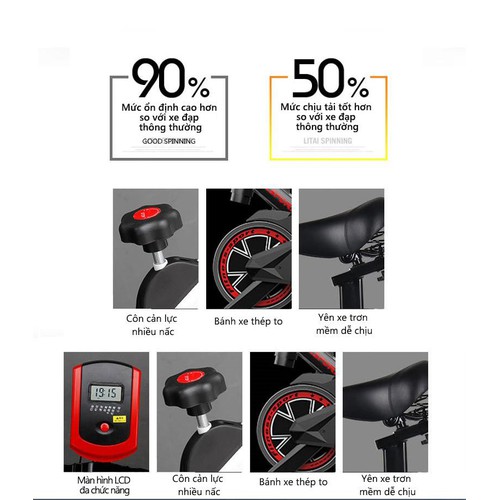 90%
Mức ổn định cao hơn
so với xe đạp
thông thường
GOOD SPINNING
50%
Mức chịu tải tốt hơn
so với xe đạp
thông thường
LITAI SPINNING
Côn cản lực
nhiều nấc
Bánh xe thép to
Yên xe trơn
mềm dễ chịu
1915
Màn hình LCD
đa chức năng
Côn cản lực
nhiều nấc
Bánh xe thép to
Yên xe trơn
mềm dễ chịu